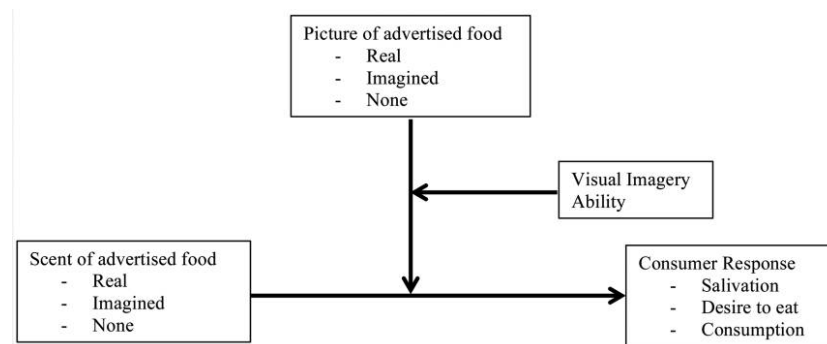 Picture of advertised food
- Real
- Imagined
- None
Visual Imagery
Ability
Scent of advertised food
- Real
- Imagined
- None
Consumer Response
- Salivation
- Desire to eat
- Consumption